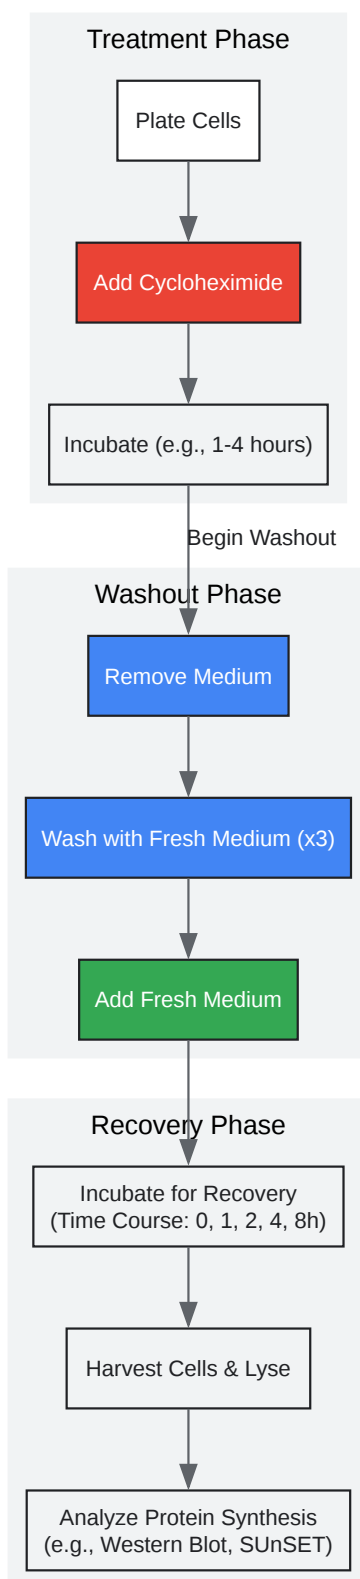 Treatment Phase
Plate Cells
Add Cycloheximide
Incubate (e.g., 1-4 hours)
Begin Washout
Washout Phase
Remove Medium
Wash with Fresh Medium (x3)
Add Fresh Medium
Recovery Phase
Incubate for Recovery
(Time Course: 0, 1, 2, 4, 8h)
Harvest Cells & Lyse
Analyze Protein Synthesis
(e.g., Western Blot, SUnSET)